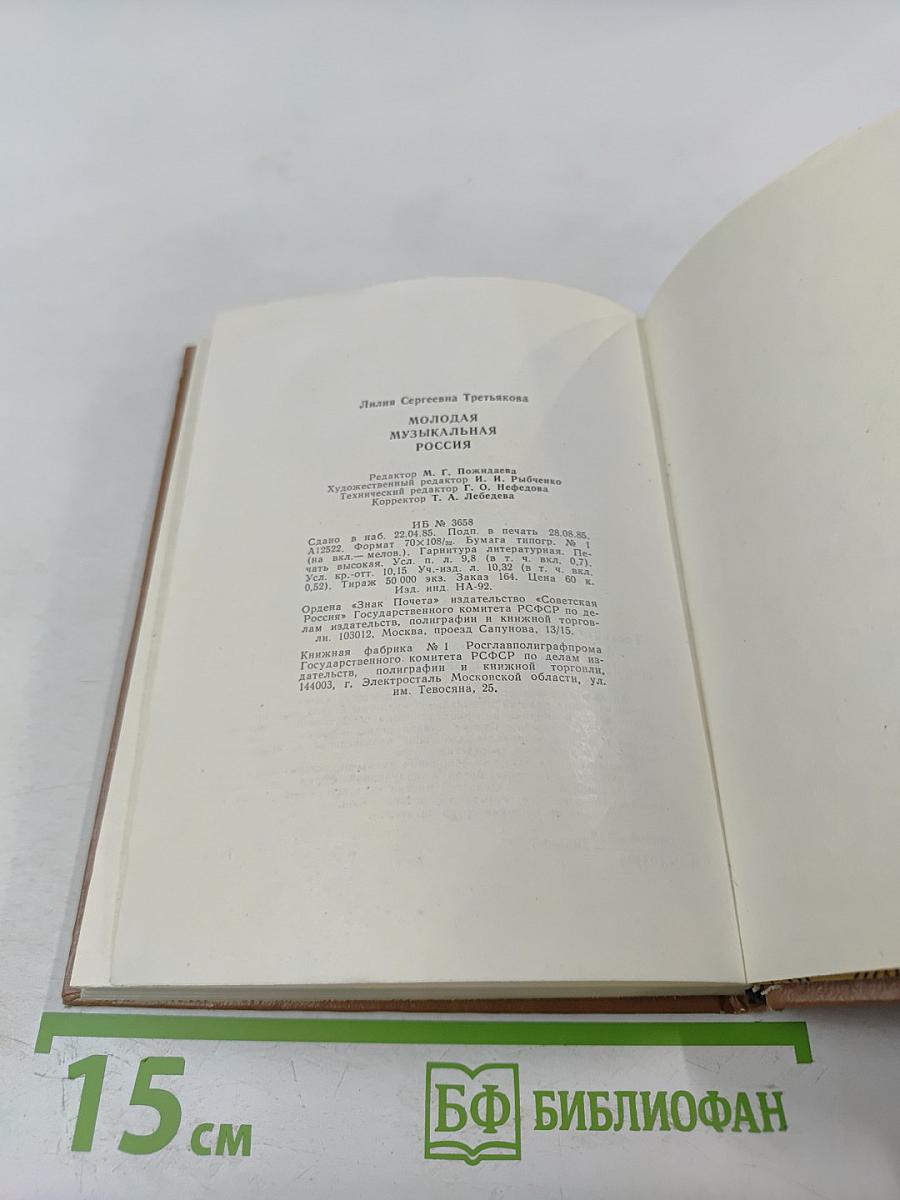 Лилия Сергеевна Третьякова
МОЛОДАЯ
МУЗЫКАЛЬНАЯ
РОССИЯ
Редактор М. Г. Пожидаева
Художественный редактор И. И. Рыбченко
Технический редактор Г. О. Нефедова
Корректор Т. А. Лебедева
ИБ № 3658
Сдано в наб. 22.04.85. Подп. в печать 28.08.85.
А12522. Формат 70×108/32. Бумага типогр. № 1
(на вкл.— мелов.). Гарнитура литературная. Пе-
чать высокая. Усл. п. л. 9,8 (в т. ч. вкл. 0,7).
Усл. кр.-отт. 10,15 Уч.-изд. л. 10,32 (в т. ч. вкл.
0,52). Тираж 50 000 экз. Заказ 164. Цена 60 к.
Изд. инд. НА-92.
Ордена «Знак Почета» издательство «Советская
Россия» Государственного комитета РСФСР по де-
лам издательств, полиграфии и книжной торгов-
ли. 103012, Москва, проезд Сапунова, 13/15.
Книжная фабрика № 1 Росглавполиграфпрома
Государственного комитета РСФСР по делам из-
дательств, полиграфии и книжной торговли,
144003, г. Электросталь Московской области, ул.
им. Тевосяна, 25.
15 см
БФ БИБЛИОФАН